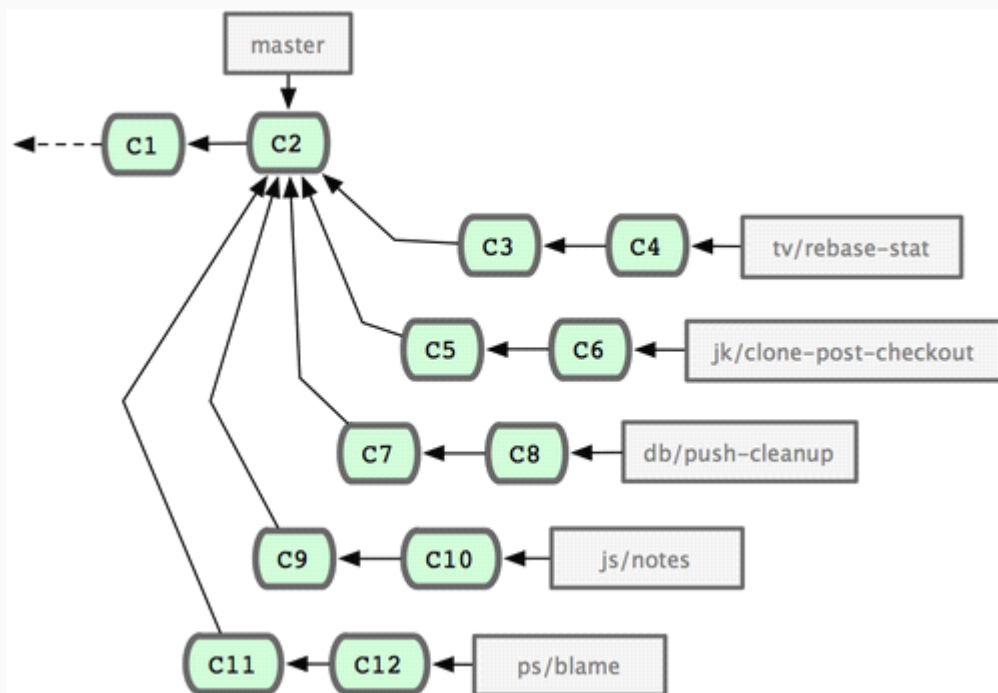 master
C1
C2
C3
C4
tv/rebase-stat
C5
C6
jk/clone-post-checkout
C7
C8
db/push-cleanup
C9
C10
js/notes
C11
C12
ps/blame